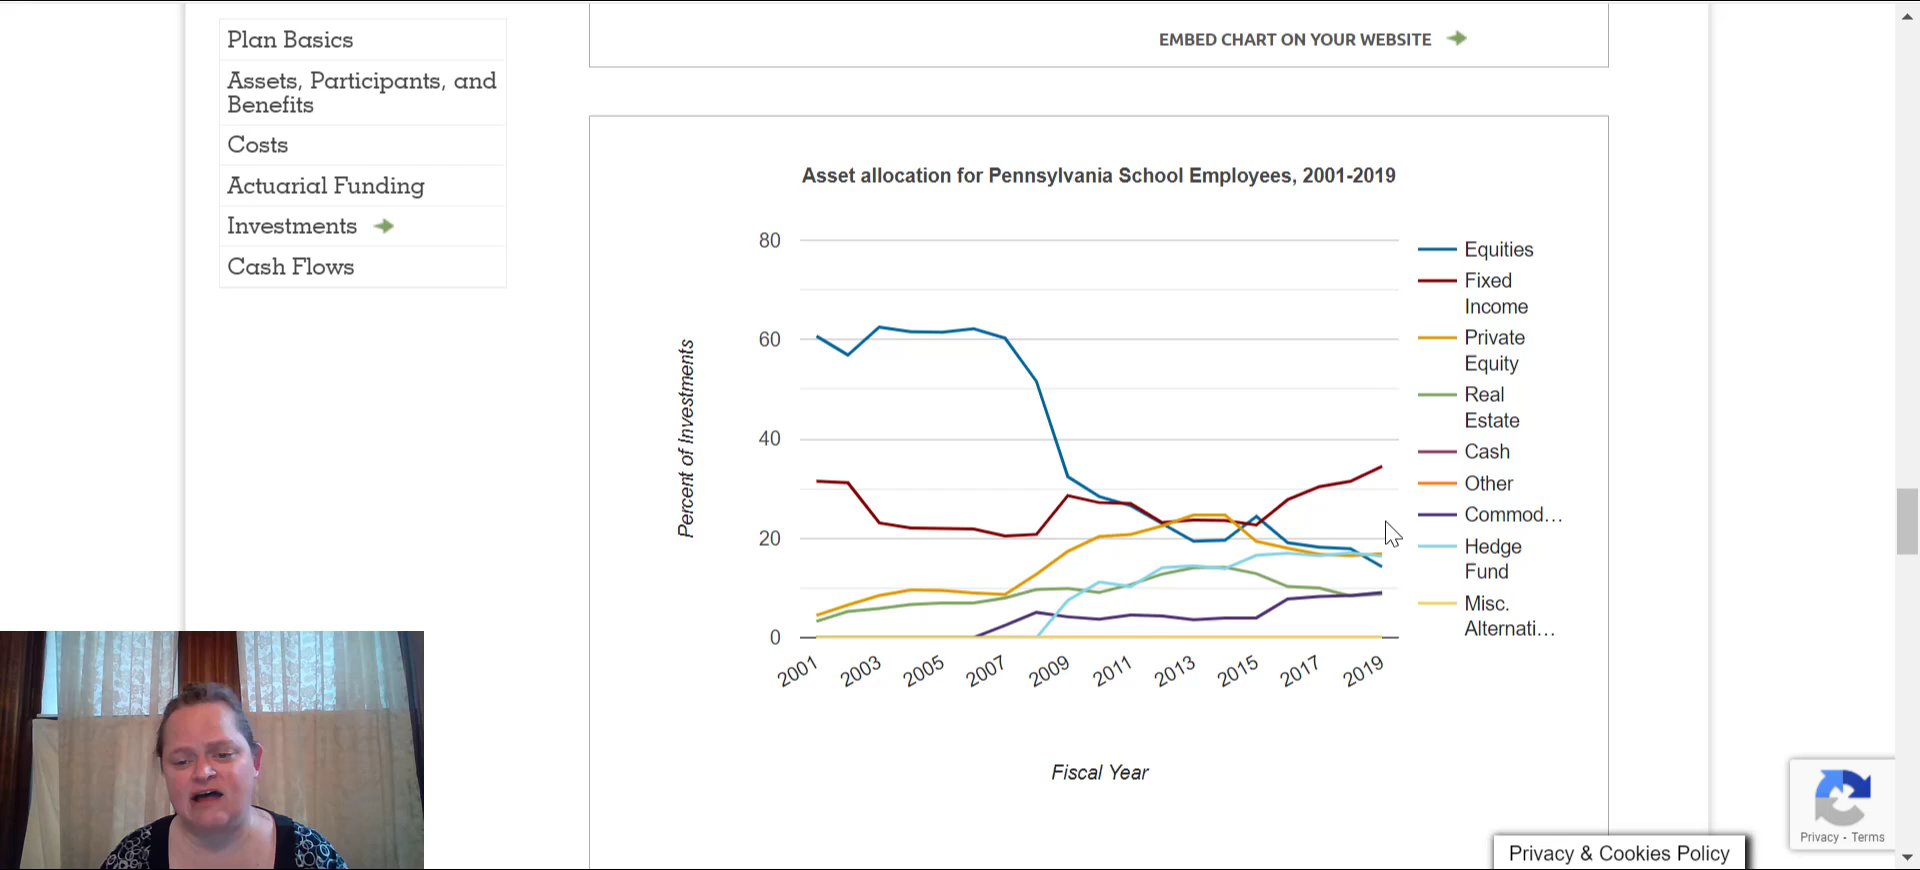 Plan Basics
Assets, Participants, and
Benefits
Costs
Actuarial Funding
Investments
Cash Flows
EMBED CHART ON YOUR WEBSITE
Asset allocation for Pennsylvania School Employees, 2001-2019
Percent of Investments
80
60
40
20
0
2001
2003
2005
2007
2009
2011
2013
2015
2017
2019
Fiscal Year
Equities
Fixed
Income
Private
Equity
Real
Estate
Cash
Other
Commod...
Hedge
Fund
Misc.
Alternati...
Privacy - Terms
Privacy & Cookies Policy